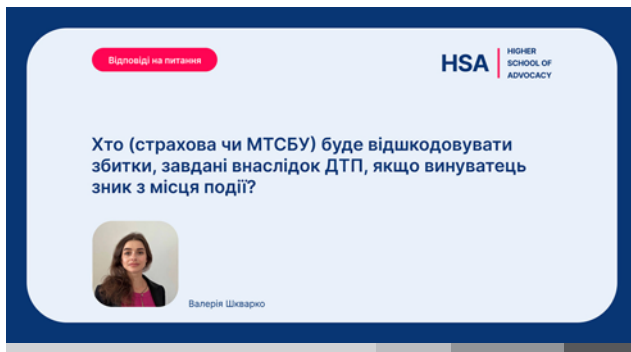 Відповіді на питання
HSA
HIGHER
SCHOOL OF
ADVOCACY
Хто (страхова чи МТСБУ) буде відшкодовувати
збитки, завдані внаслідок ДТП, якщо винуватець
зник з місця події?
Валерія Шкварко